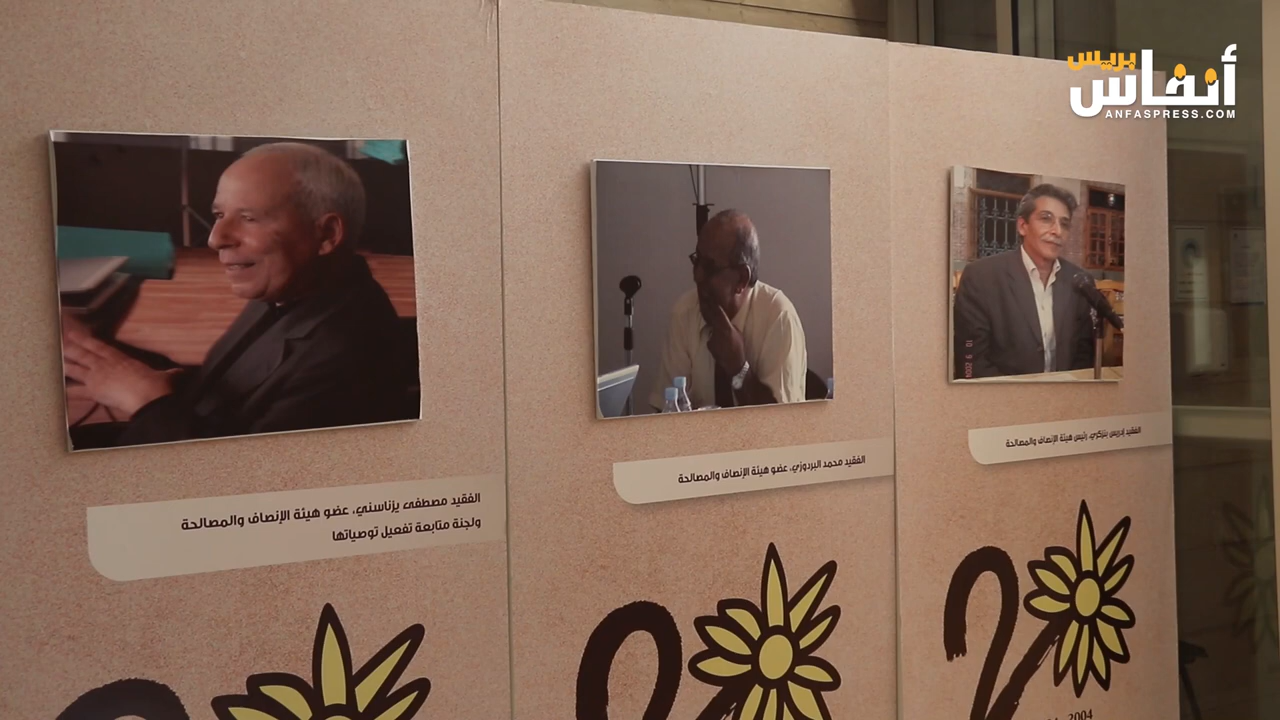 أنفاس بريس
ANFASPRESS.COM
الفقيد إدريس بنزكري، رئيس هيئة الإنصاف والمصالحة
الفقيد محمد البردوزي، عضو هيئة الإنصاف والمصالحة
الفقيد مصطفى يزناسني، عضو هيئة الإنصاف والمصالحة
ولجنة متابعة تفعيل توصياتها
2004